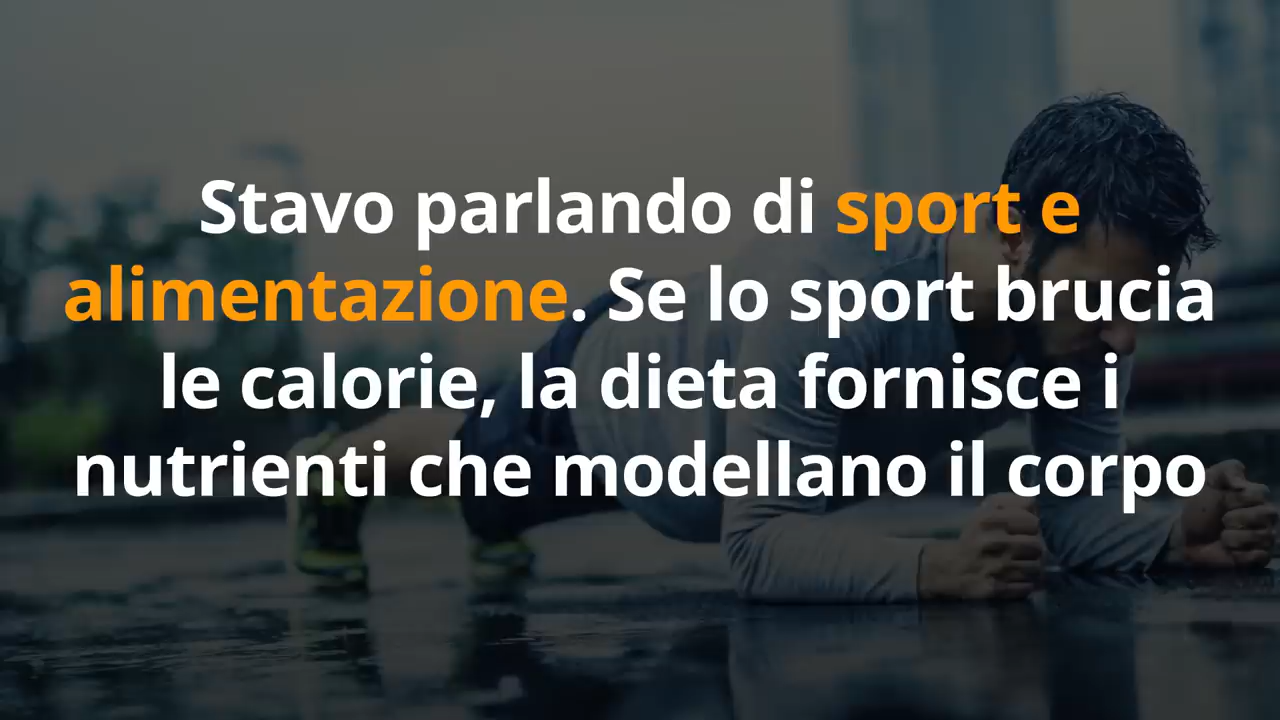 Stavo parlando di sport e
alimentazione. Se lo sport brucia
le calorie, la dieta fornisce i
nutrienti che modellano il corpo